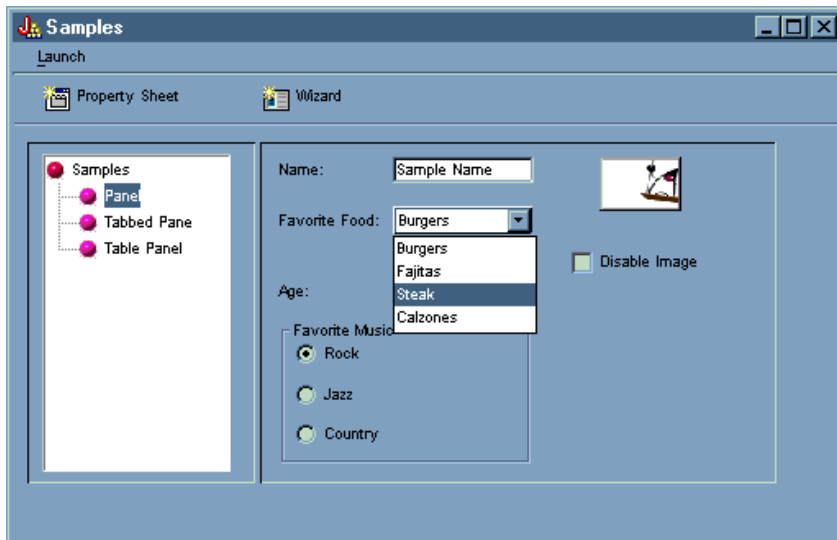 Samples
Launch
Property Sheet
Wizard
Samples
Panel
Tabbed Pane
Table Panel
Name:
Sample Name
Favorite Food:
Burgers
Burgers
Fajitas
Steak
Calzones
Disable Image
Age:
Favorite Music
Rock
Jazz
Country